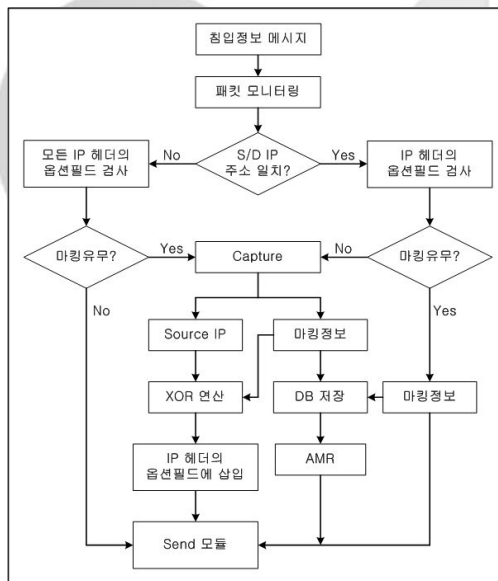 침입정보 메시지
패킷 모니터링
S/D IP
주소 일치?
No
Yes
모든 IP 헤더의
옵션필드 검사
IP 헤더의
옵션필드 검사
마킹유무?
Yes
Capture
No
마킹유무?
No
Yes
Source IP
마킹정보
XOR 연산
DB 저장
마킹정보
IP 헤더의
옵션필드에 삽입
AMR
Send 모듈